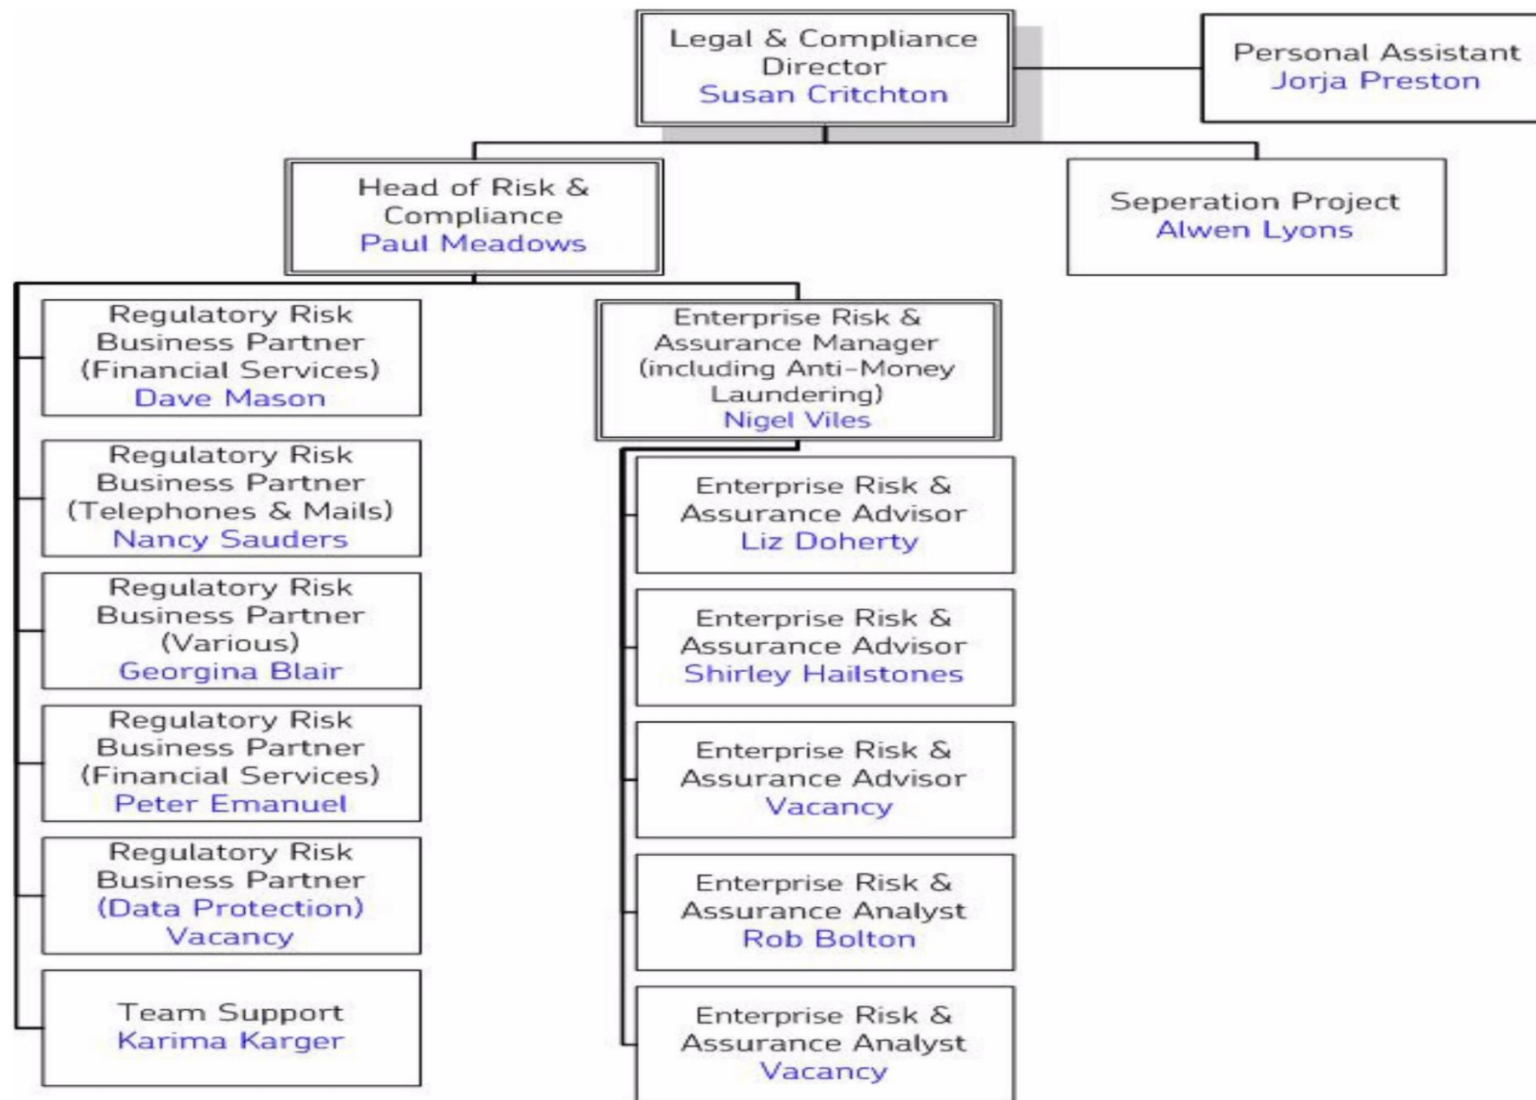 Legal & Compliance
Director
Susan Critchton
Personal Assistant
Jorja Preston
Head of Risk &
Compliance
Paul Meadows
Seperation Project
Alwen Lyons
Regulatory Risk
Business Partner
(Financial Services)
Dave Mason
Regulatory Risk
Business Partner
(Telephones & Mails)
Nancy Sauders
Regulatory Risk
Business Partner
(Various)
Georgina Blair
Regulatory Risk
Business Partner
(Financial Services)
Peter Emanuel
Regulatory Risk
Business Partner
(Data Protection)
Vacancy
Team Support
Karima Karger
Enterprise Risk &
Assurance Manager
(including Anti-Money
Laundering)
Nigel Viles
Enterprise Risk &
Assurance Advisor
Liz Doherty
Enterprise Risk &
Assurance Advisor
Shirley Hailstones
Enterprise Risk &
Assurance Advisor
Vacancy
Enterprise Risk &
Assurance Analyst
Rob Bolton
Enterprise Risk &
Assurance Analyst
Vacancy